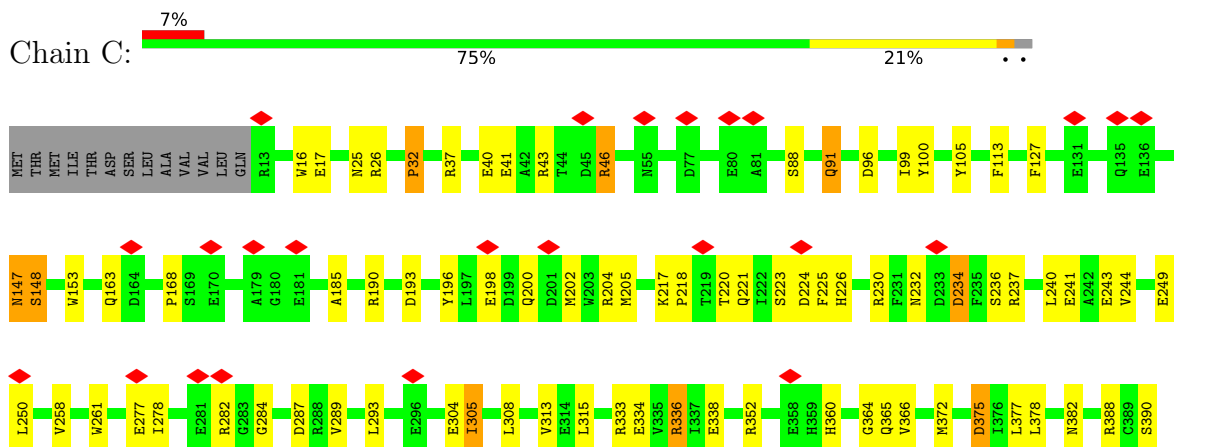 7%
Chain C:
75% 21% • •
MET THR MET ILE THR ASP SER LEU ALA VAL VAL LEU GLN R13 W16 E17 N25 R26 P32 R37 E40 E41 A42 R43 T44 D45 R46 N55 D77 E80 A81 S88 Q91 D96 I99 Y100 Y105 F113 F127 E131 Q135 E136
N147 S148 W153 Q163 D164 P168 S169 E170 A179 G180 E181 A185 R190 D193 Y196 L197 E198 D199 Q200 D201 M202 W203 R204 M205 K217 P218 T219 T220 Q221 I222 S223 D224 F225 H226 R230 F231 N232 D233 D234 F235 S236 R237 L240 E241 A242 E243 V244 E249
L250 V258 W261 E277 I278 E281 R282 G283 G284 D287 R288 V289 L293 E296 E304 I305 L308 V313 E314 L315 R333 E334 V335 R336 I337 E338 R352 E358 H359 H360 G364 Q365 V366 M372 D375 I376 L377 L378 N382 R388 C389 S390